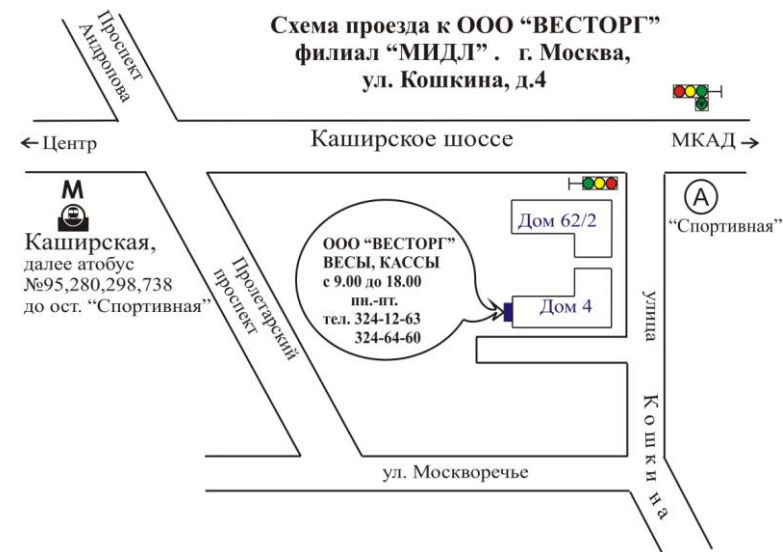 Схема проезда к ООО “ВЕСТОРГ”
филиал “МИДЛ” . г. Москва,
ул. Кошкина, д.4
Проспект
Андропова
← Центр
Каширское шоссе
МКАД →
М
Каширская,
далее атобус
№95,280,298,738
до ост. “Спортивная”
Пролетарский
проспект
ООО “ВЕСТОРГ”
ВЕСЫ, КАССЫ
с 9.00 до 18.00
пн.-пт.
тел. 324-12-63
324-64-60
Дом 62/2
Дом 4
А
“Спортивная”
улица Кошкина
ул. Москворечье